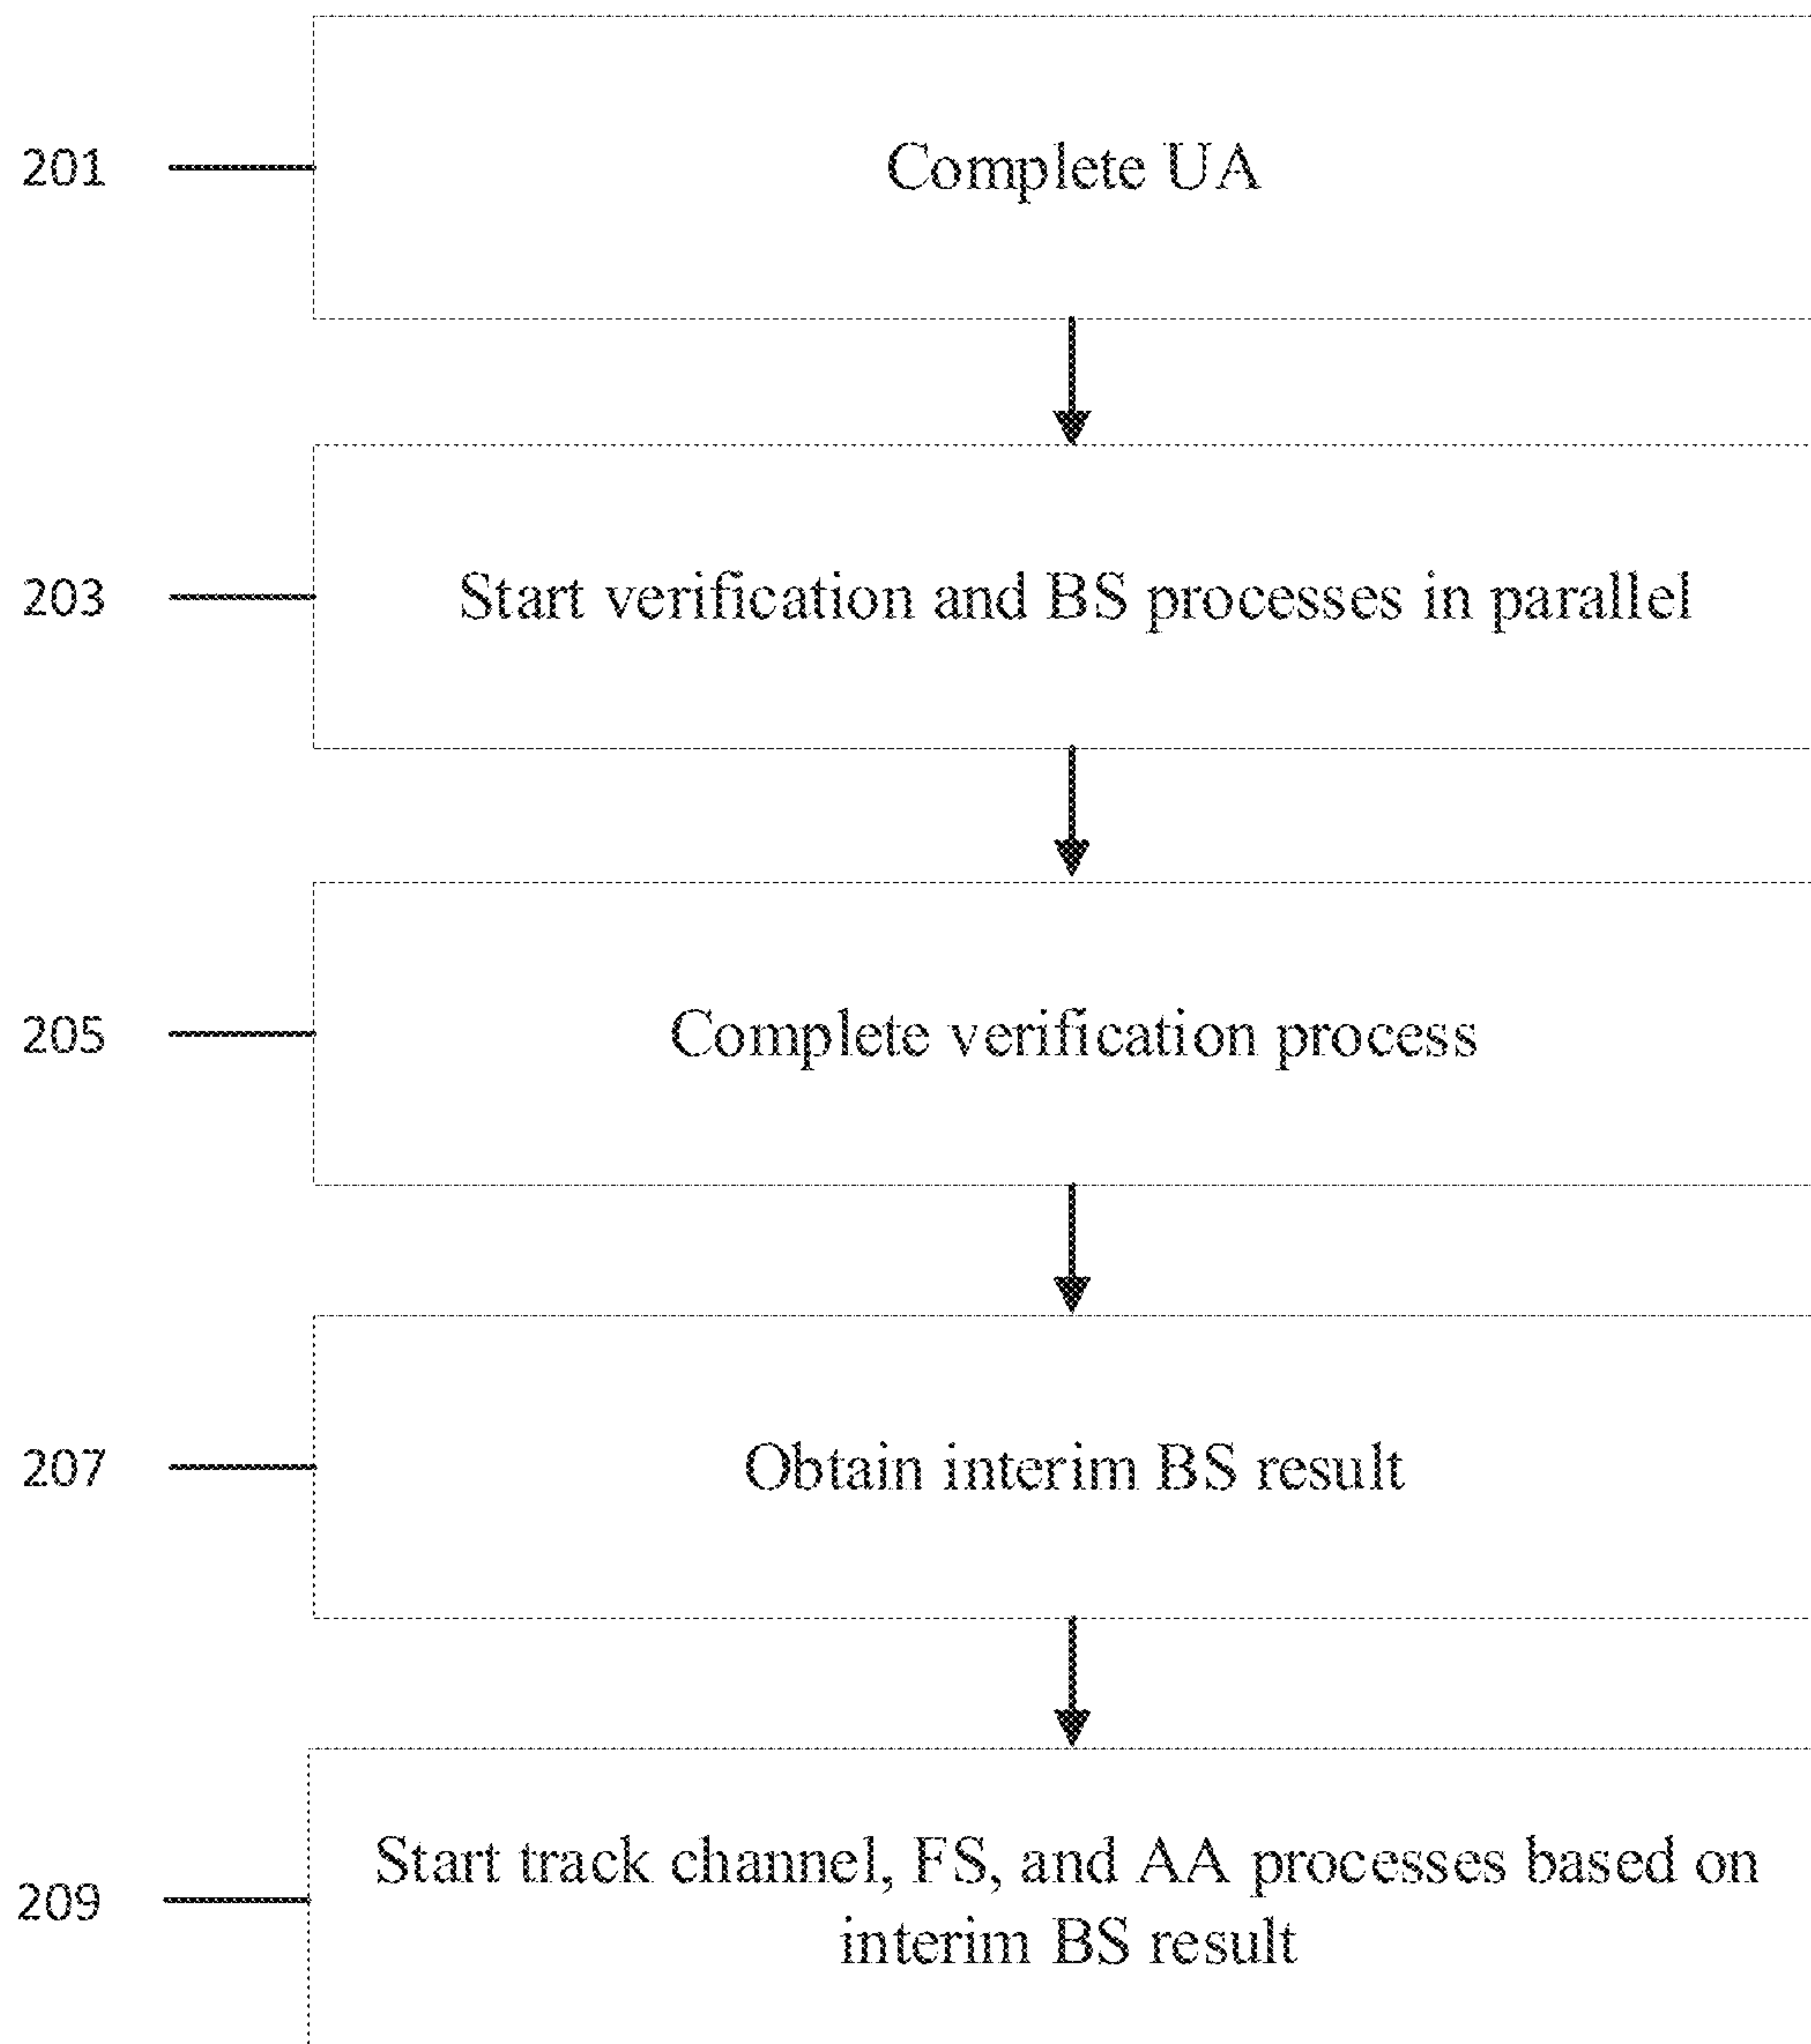 201
Complete UA
203
Start verification and BS processes in parallel
205
Complete verification process
207
Obtain interim BS result
209
Start track channel, FS, and AA processes based on
interim BS result